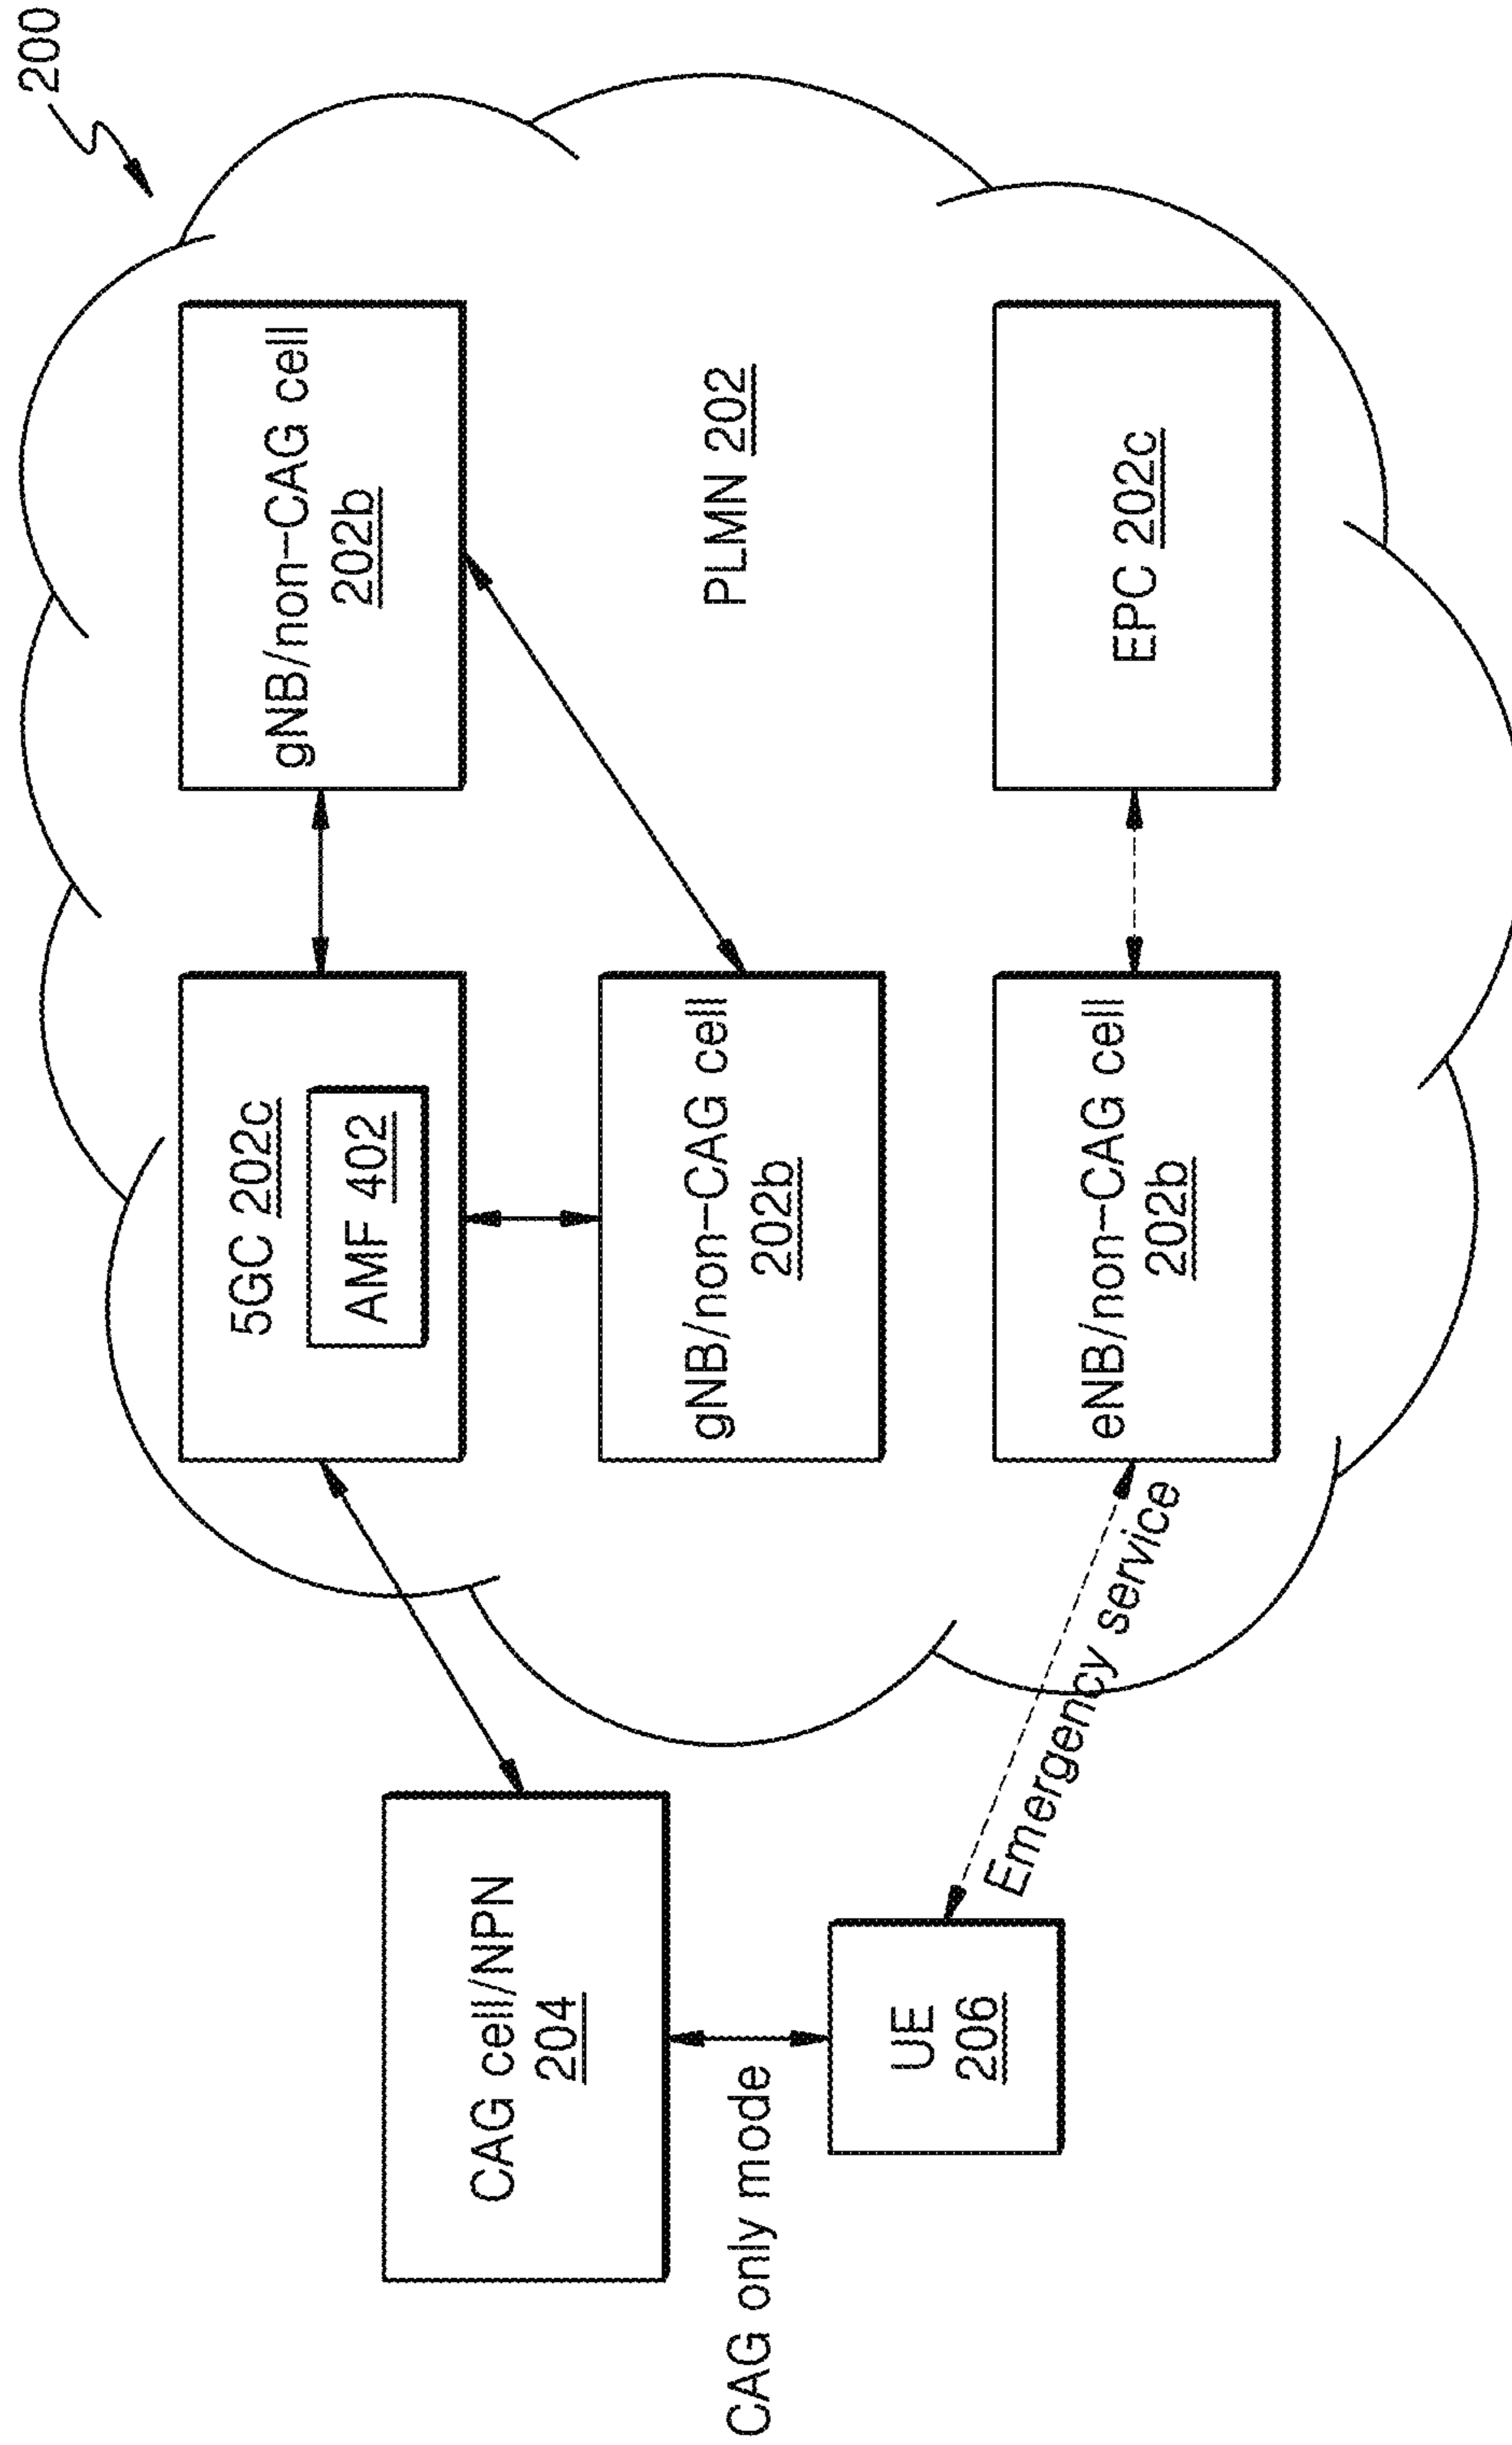 200
5GC 202c
AMF 402
gNB/non-CAG cell
202b
CAG cell/NPN
204
gNB/non-CAG cell
202b
PLMN 202
CAG only mode
UE
206
Emergency service
eNB/non-CAG cell
202b
EPC 202c